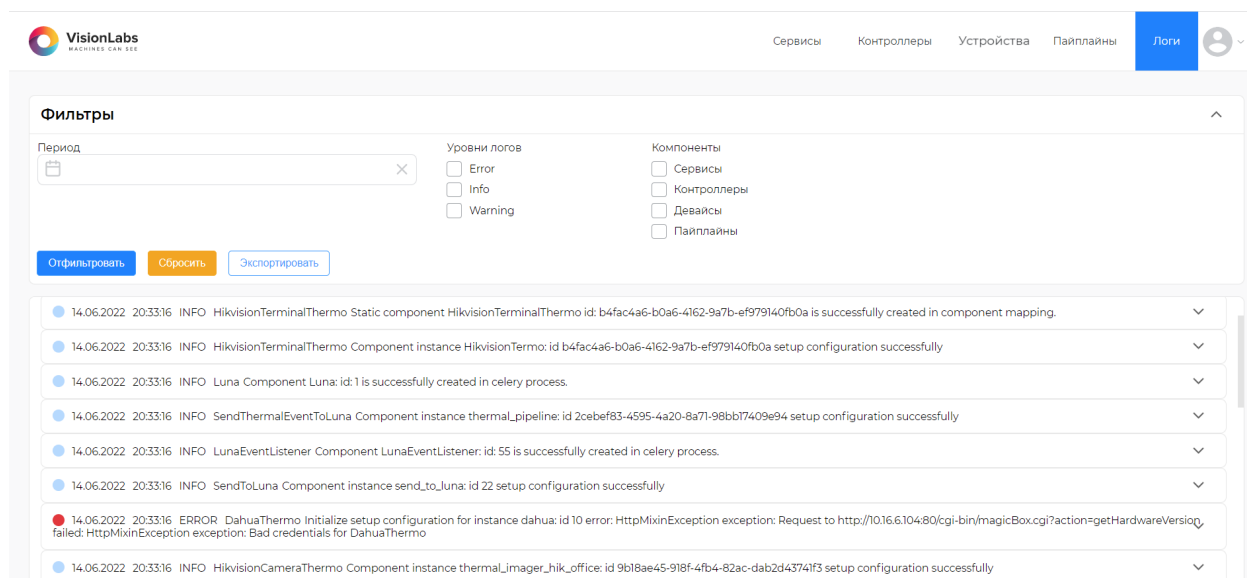 VisionLabs
MACHINES CAN SEE
Сервисы Контроллеры Устройства Пайплайны Логи
Фильтры
Период Уровни логов Компоненты
Error Сервисы
Info Контроллеры
Warning Девайсы
Пайплайны
Отфильтровать Сбросить Экспортировать
14.06.2022 20:33:16 INFO HikvisionTerminalThermo Static component HikvisionTerminalThermo id: b4fac4a6-b0a6-4162-9a7b-ef979140fb0a is successfully created in component mapping.
14.06.2022 20:33:16 INFO HikvisionTerminalThermo Component instance HikvisionTermo: id b4fac4a6-b0a6-4162-9a7b-ef979140fb0a setup configuration successfully
14.06.2022 20:33:16 INFO Luna Component Luna: id: 1 is successfully created in celery process.
14.06.2022 20:33:16 INFO SendThermalEventToLuna Component instance thermal_pipeline: id 2cebef83-4595-4a20-8a71-98bb17409e94 setup configuration successfully
14.06.2022 20:33:16 INFO LunaEventListener Component LunaEventListener: id: 55 is successfully created in celery process.
14.06.2022 20:33:16 INFO SendToLuna Component instance send_to_luna: id 22 setup configuration successfully
14.06.2022 20:33:16 ERROR DahuaThermo Initialize setup configuration for instance dahua: id 10 error: HttpMixinException exception: Request to http://10.16.6.104:80/cgi-bin/magicBox.cgi?action=getHardwareVersion
failed: HttpMixinException exception: Bad credentials for DahuaThermo
14.06.2022 20:33:16 INFO HikvisionCameraThermo Component instance thermal_imager_hik_office: id 9b18ae45-918f-4fb4-82ac-dab2d43741f3 setup configuration successfully